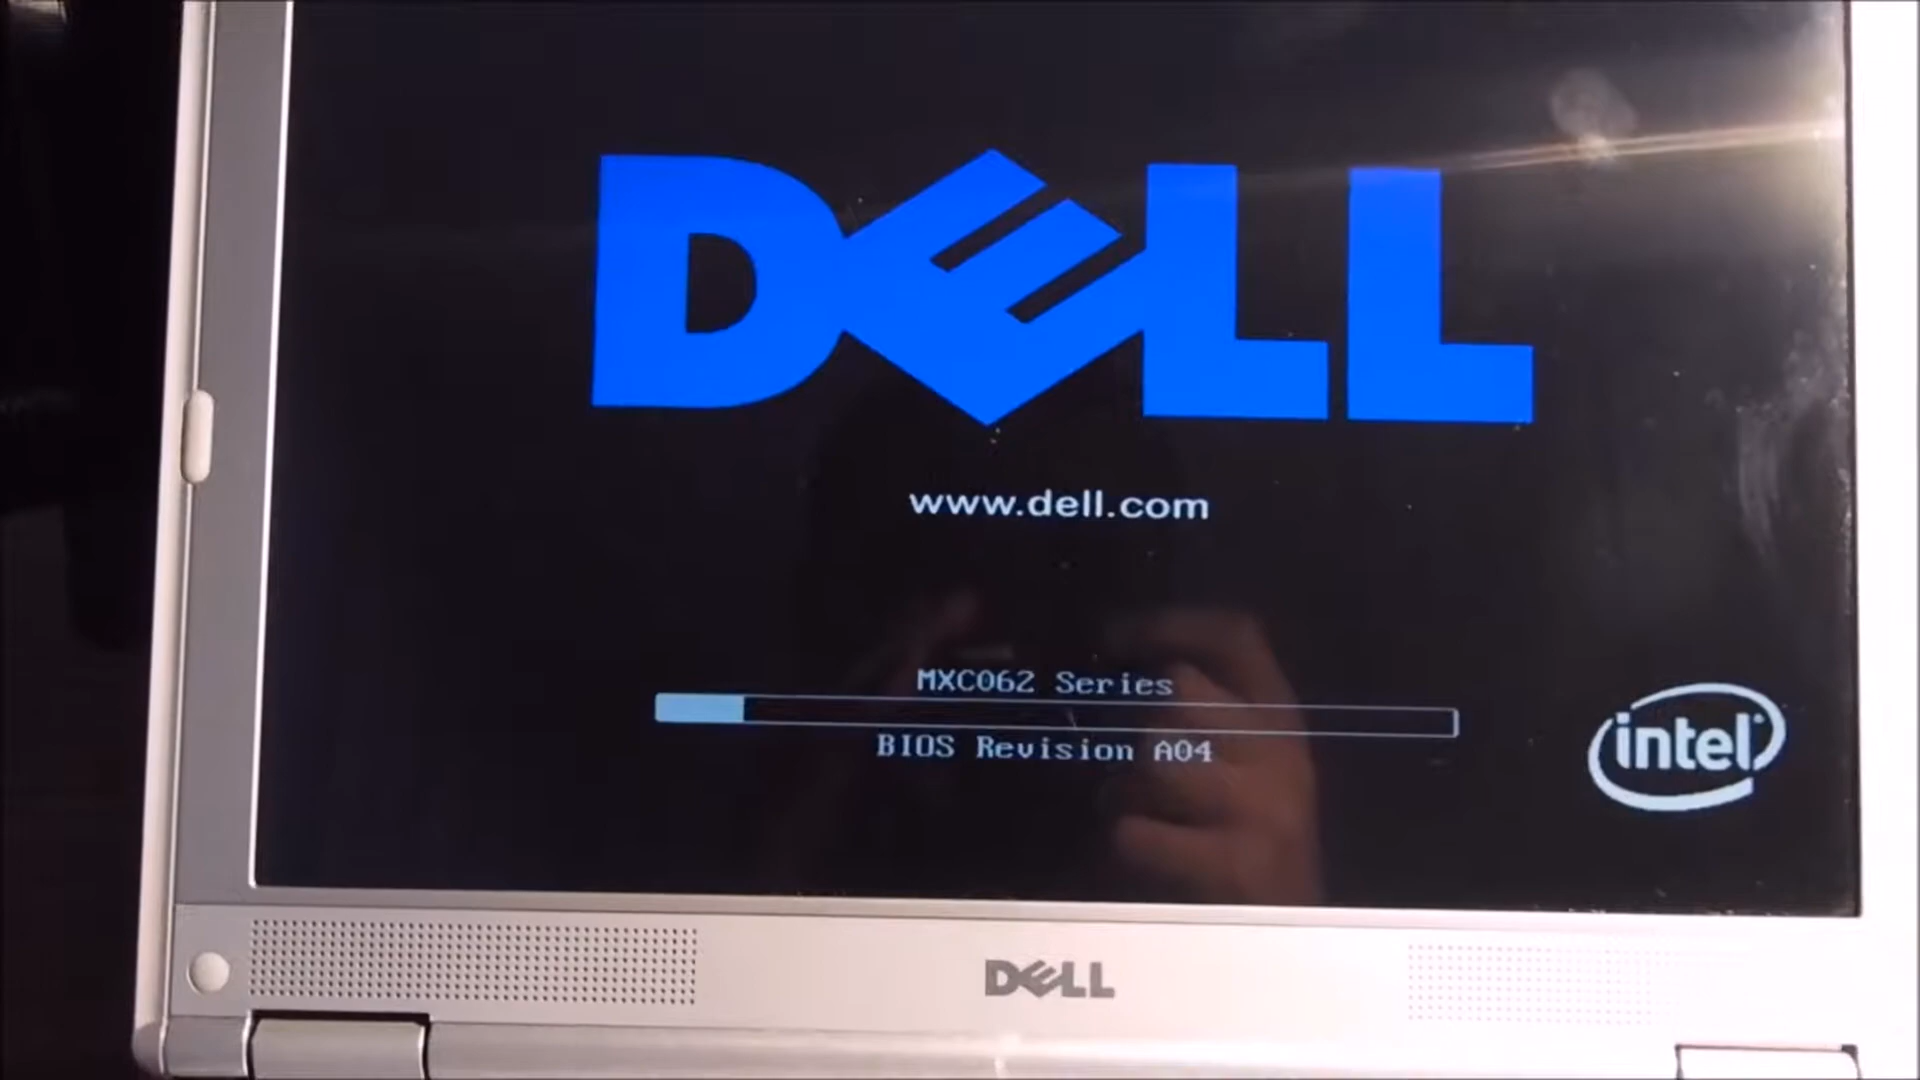 DELL
www.dell.com
MXC062 Series
BIOS Revision A04
intel
DELL